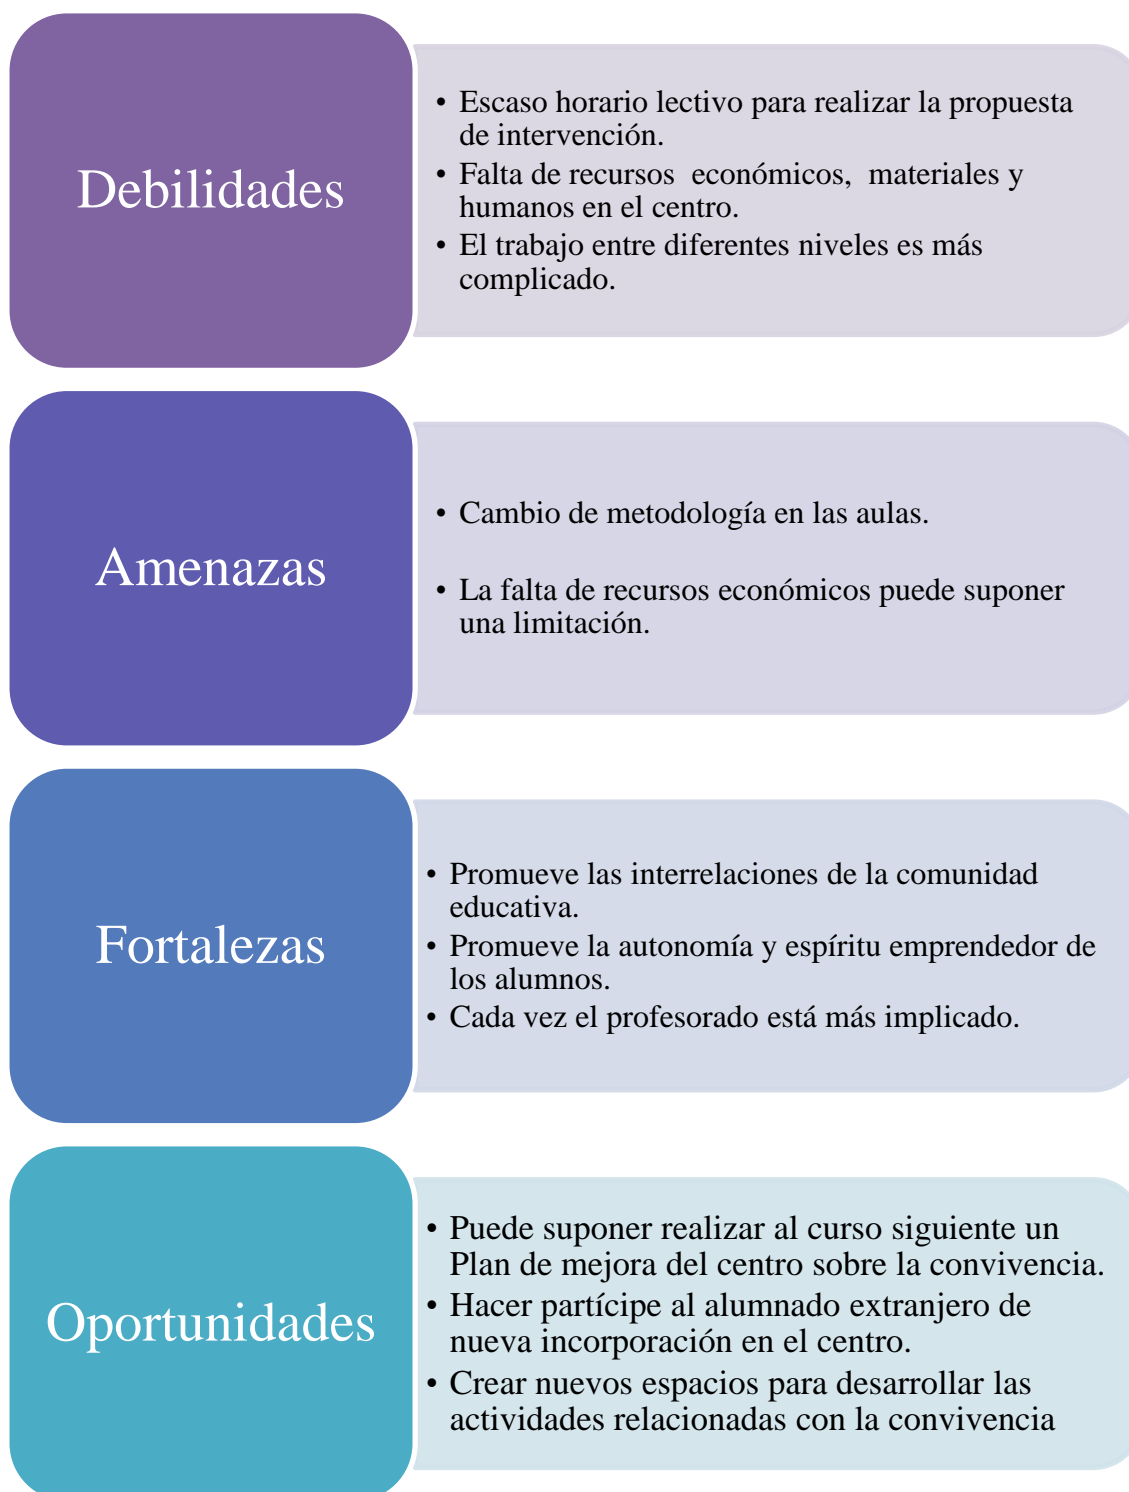 Debilidades
• Escaso horario lectivo para realizar la propuesta
de intervención.
• Falta de recursos económicos, materiales y
humanos en el centro.
• El trabajo entre diferentes niveles es más
complicado.
Amenazas
• Cambio de metodología en las aulas.
• La falta de recursos económicos puede suponer
una limitación.
Fortalezas
• Promueve las interrelaciones de la comunidad
educativa.
• Promueve la autonomía y espíritu emprendedor de
los alumnos.
• Cada vez el profesorado está más implicado.
Oportunidades
• Puede suponer realizar al curso siguiente un
Plan de mejora del centro sobre la convivencia.
• Hacer partícipe al alumnado extranjero de
nueva incorporación en el centro.
• Crear nuevos espacios para desarrollar las
actividades relacionadas con la convivencia